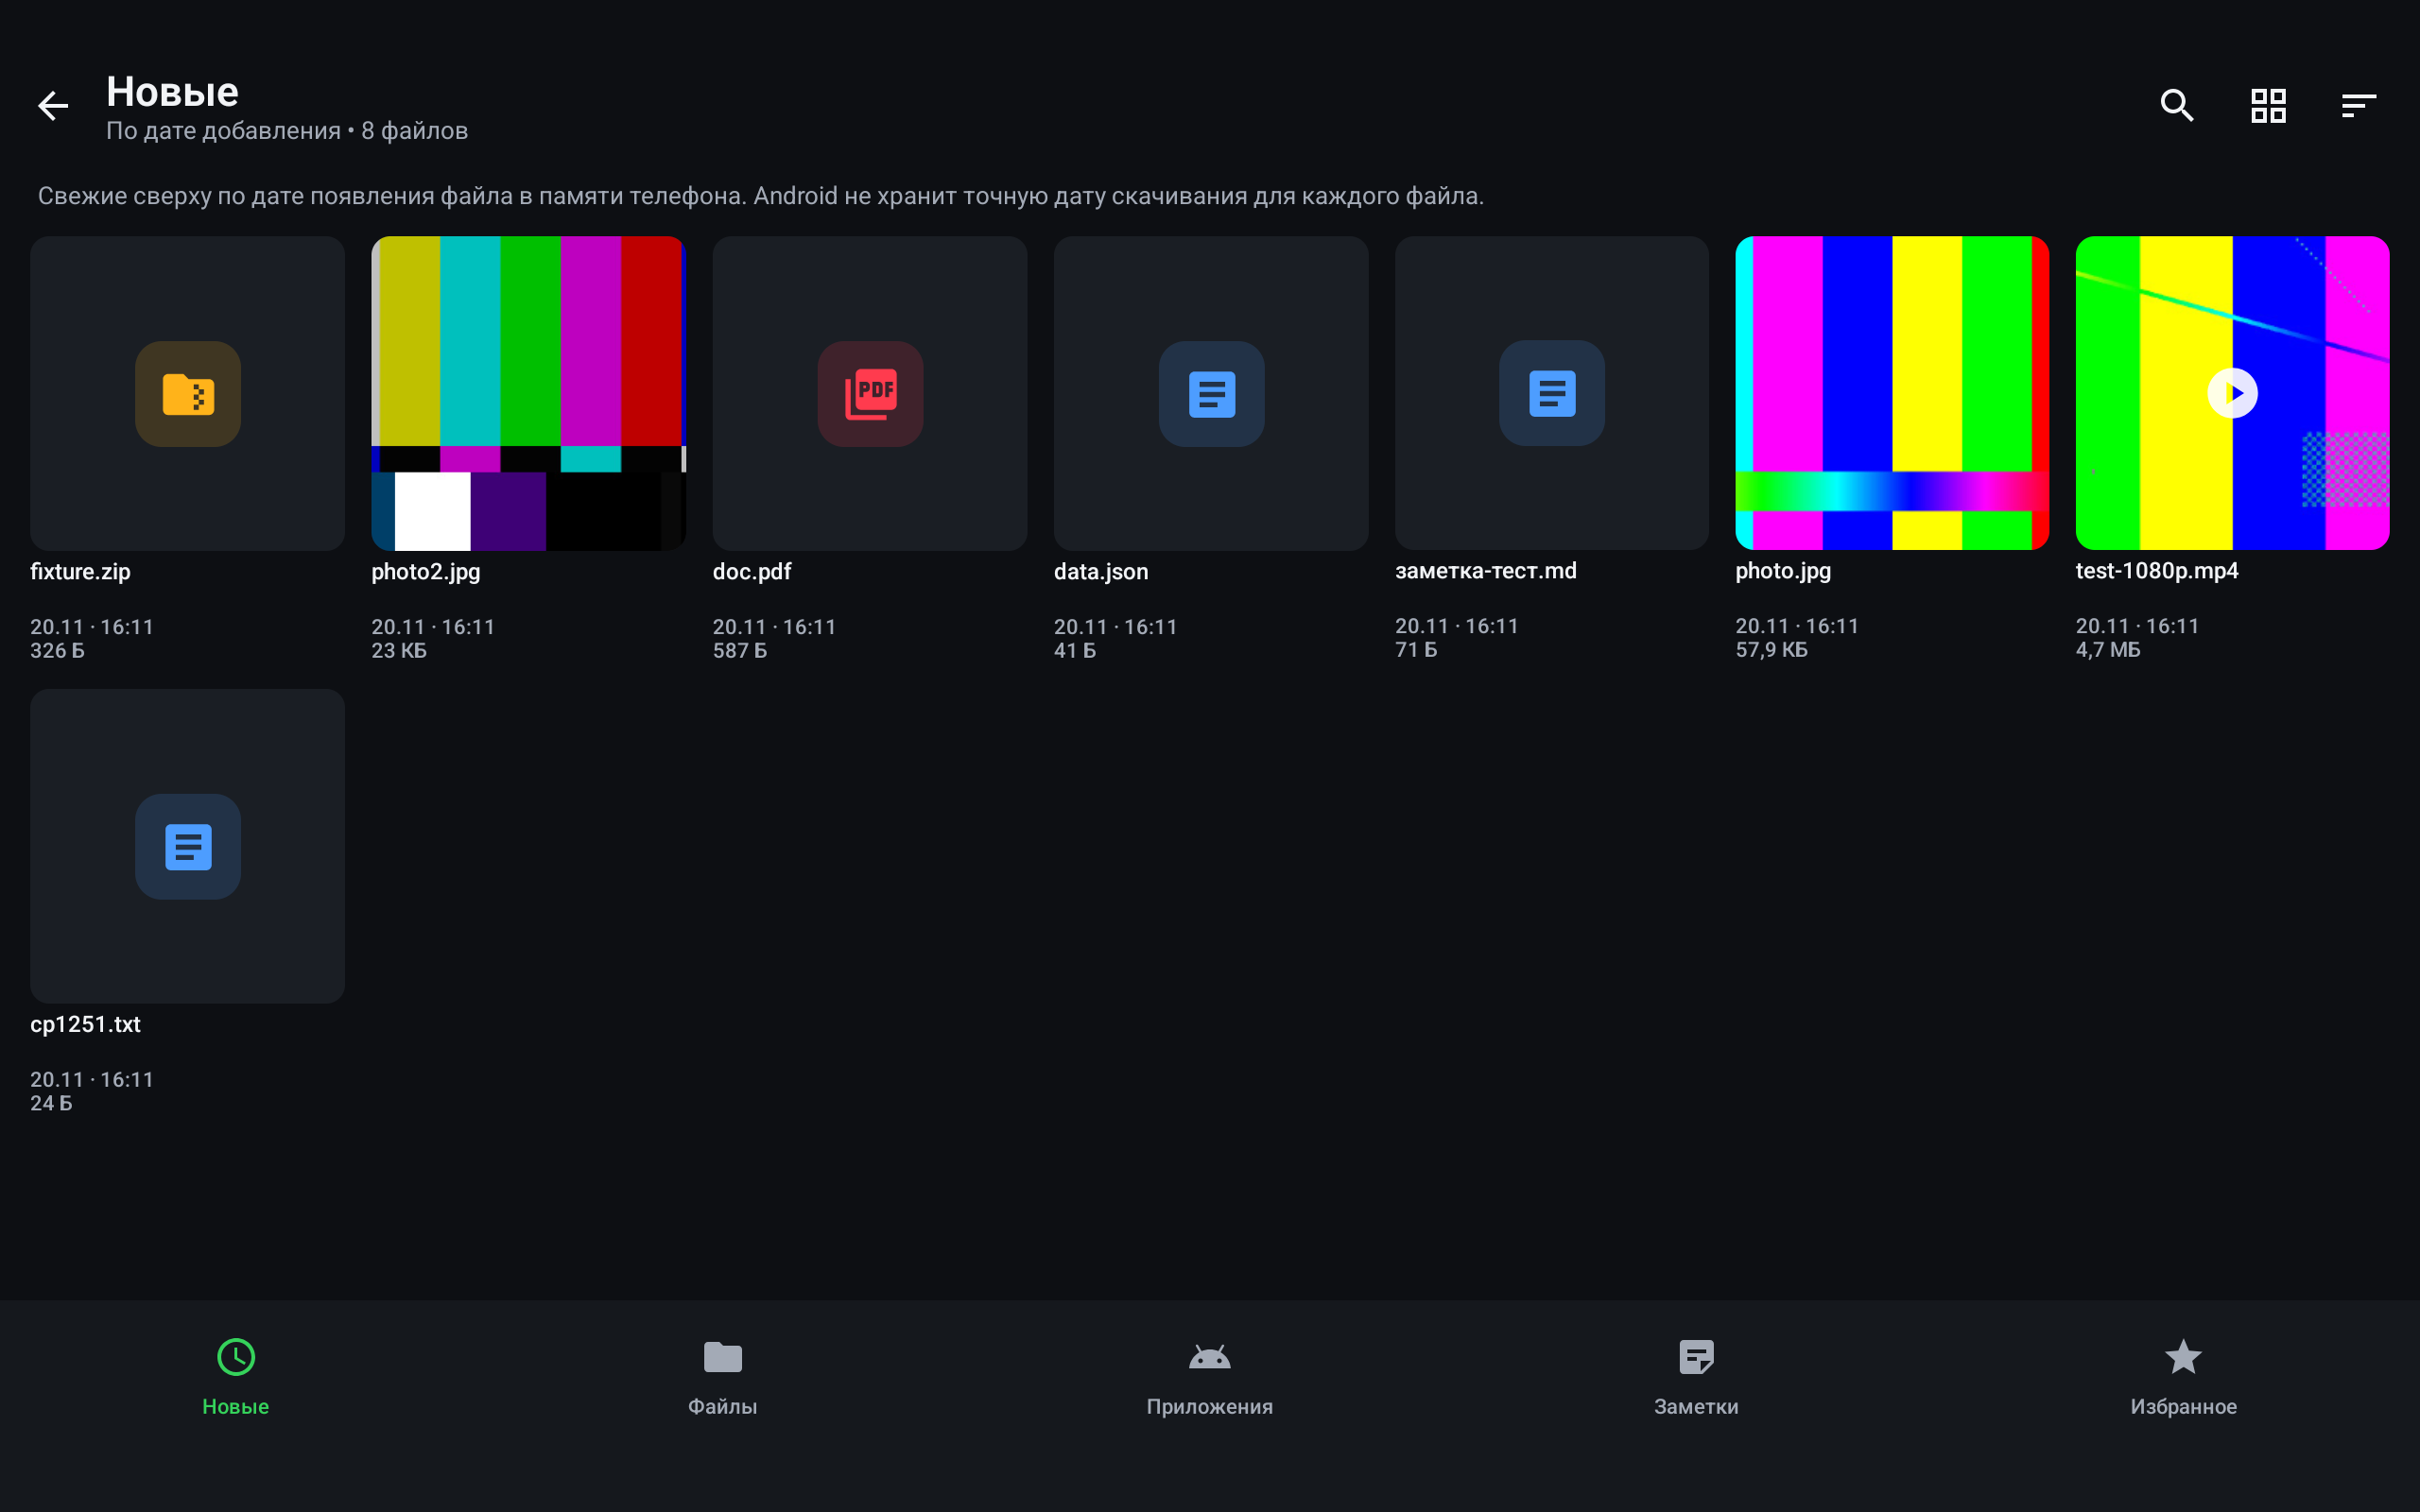 Новые
По дате добавления • 8 файлов
Свежие сверху по дате появления файла в памяти телефона. Android не хранит точную дату скачивания для каждого файла.
PDF
fixture.zip
20.11 · 16:11
326 Б
photo2.jpg
20.11 · 16:11
23 КБ
doc.pdf
20.11 · 16:11
587 Б
data.json
20.11 · 16:11
41 Б
заметка-тест.md
20.11 · 16:11
71 Б
photo.jpg
20.11 · 16:11
57,9 КБ
test-1080p.mp4
20.11 · 16:11
4,7 МБ
cp1251.txt
20.11 · 16:11
24 Б
Новые
Файлы
Приложения
Заметки
Избранное